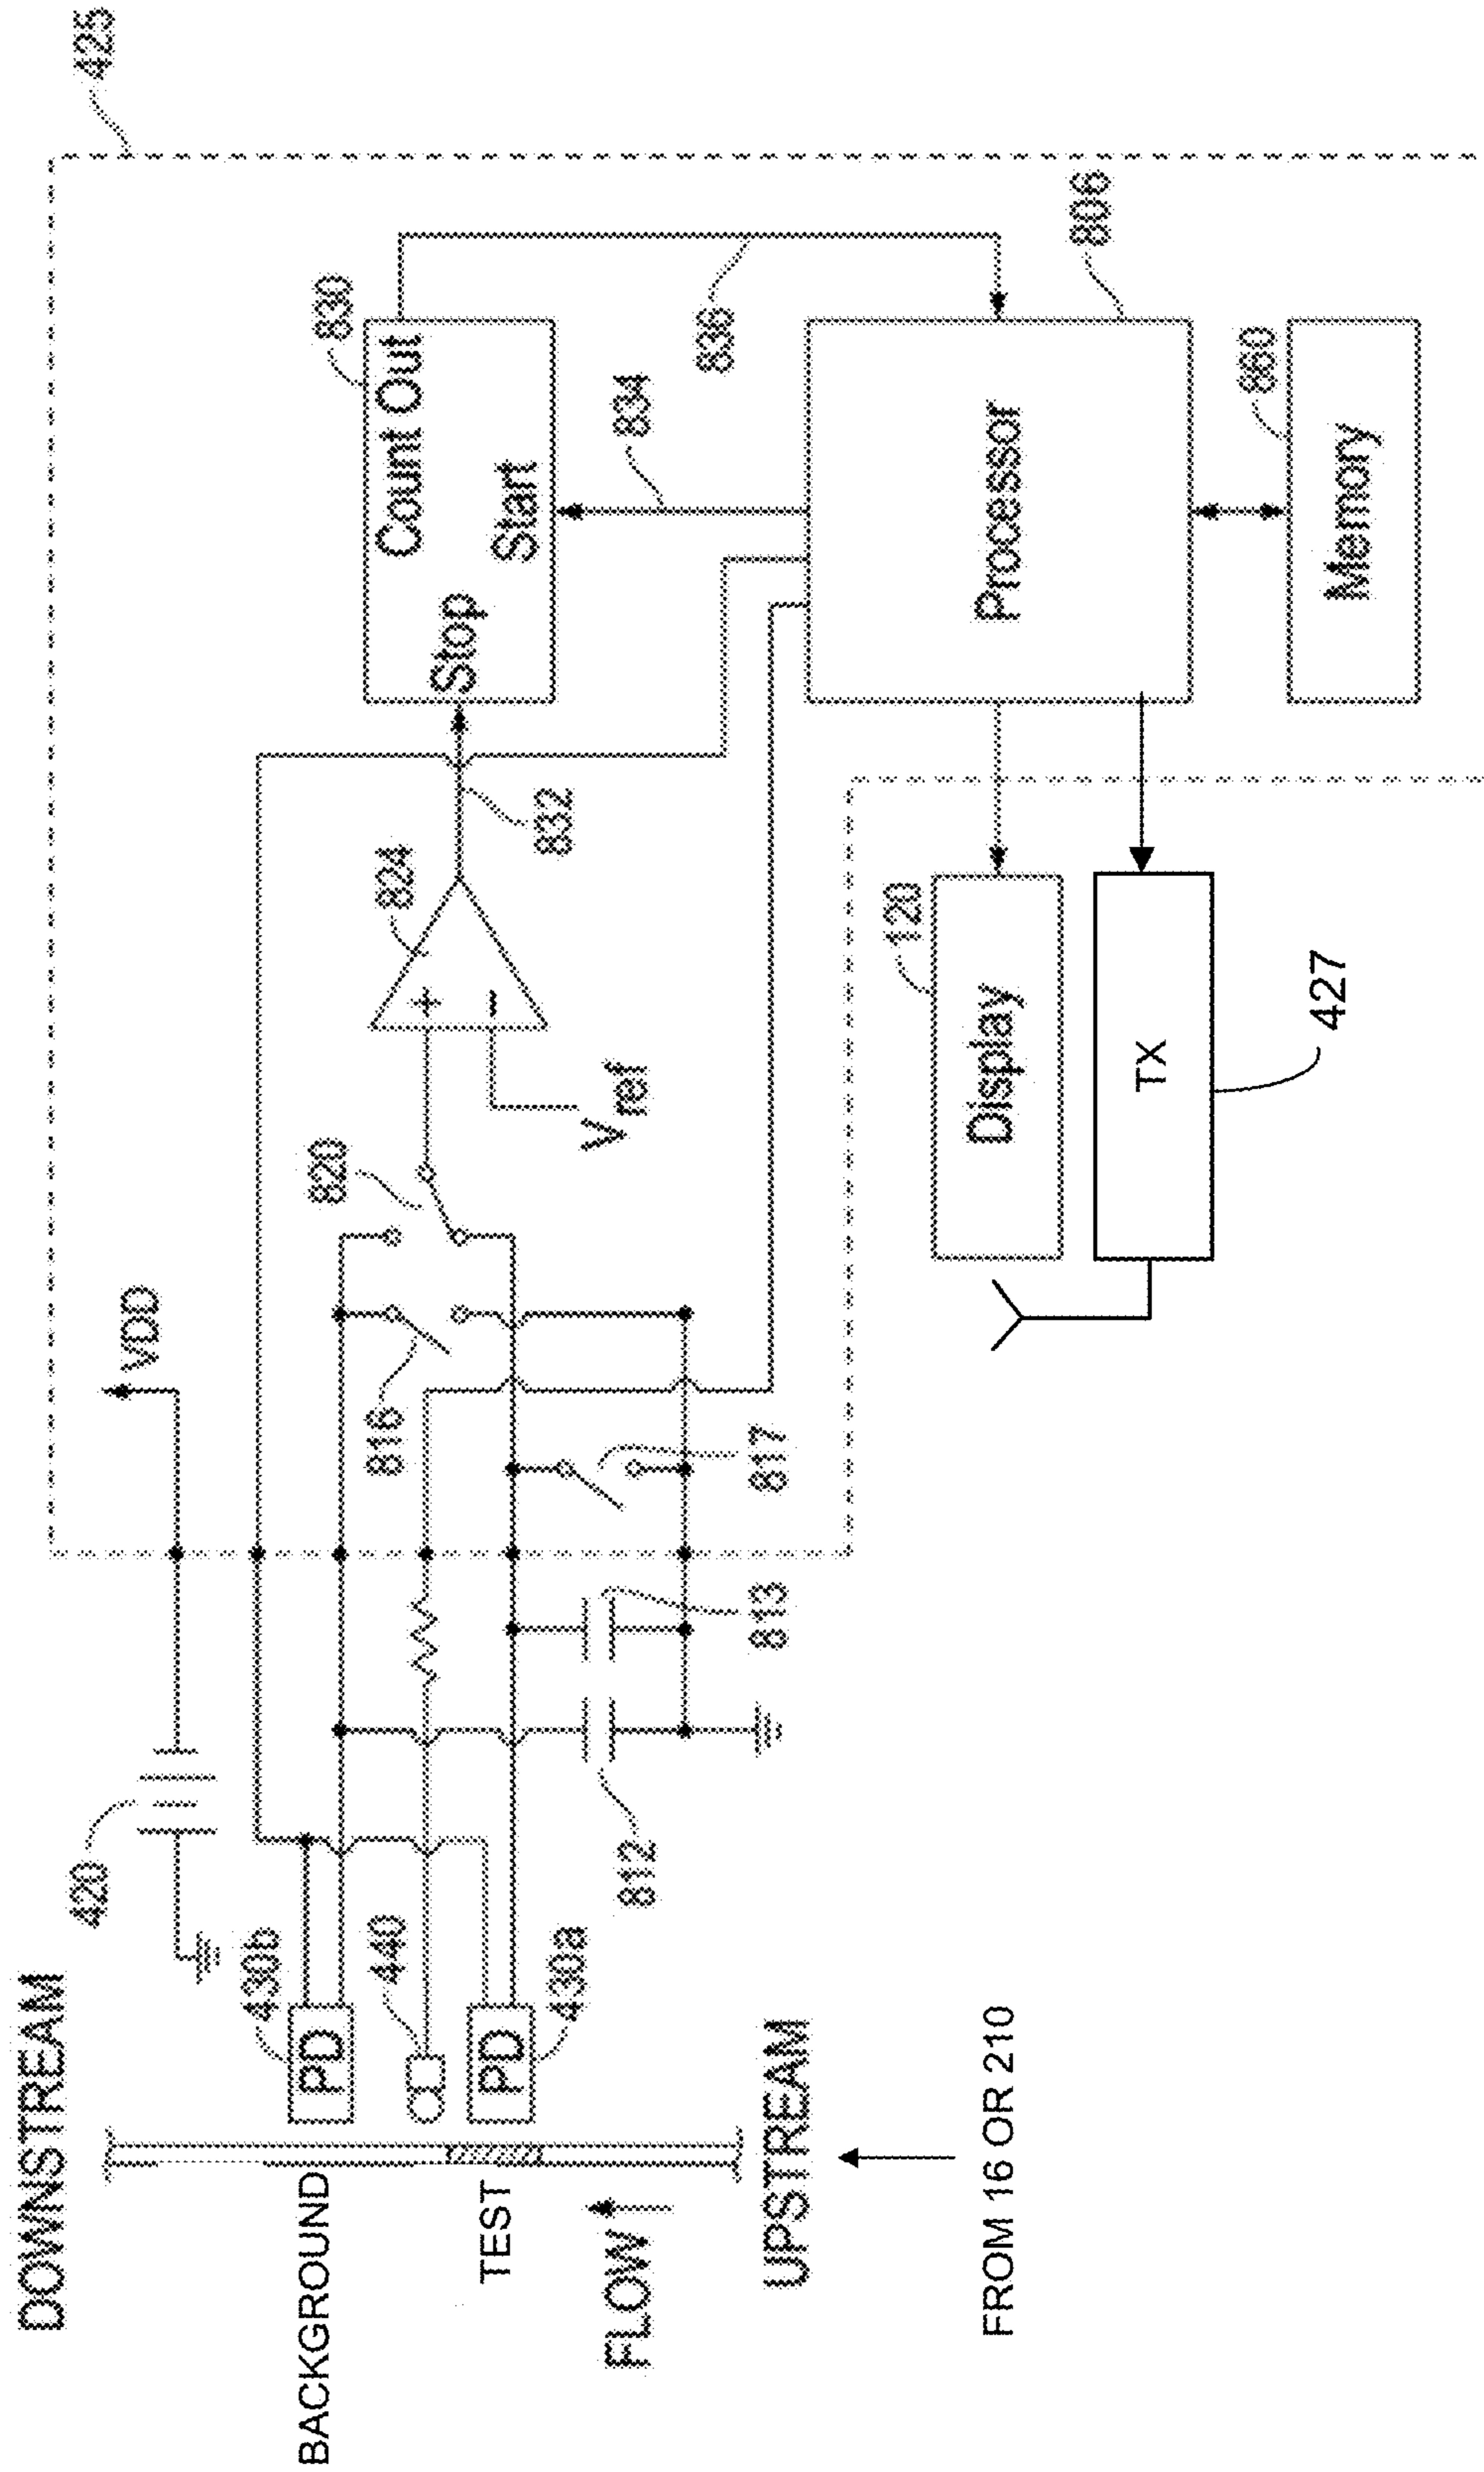 DOWNSTREAM
420
VDD
425
430b
BACKGROUND
PD
440
816
820
824
830
Count Out
Stop
Start
832
834
836
TEST
PD
430a
812
813
817
V ref
+
−
FLOW
UPSTREAM
120
Display
Processor
806
FROM 16 OR 210
TX
427
860
Memory